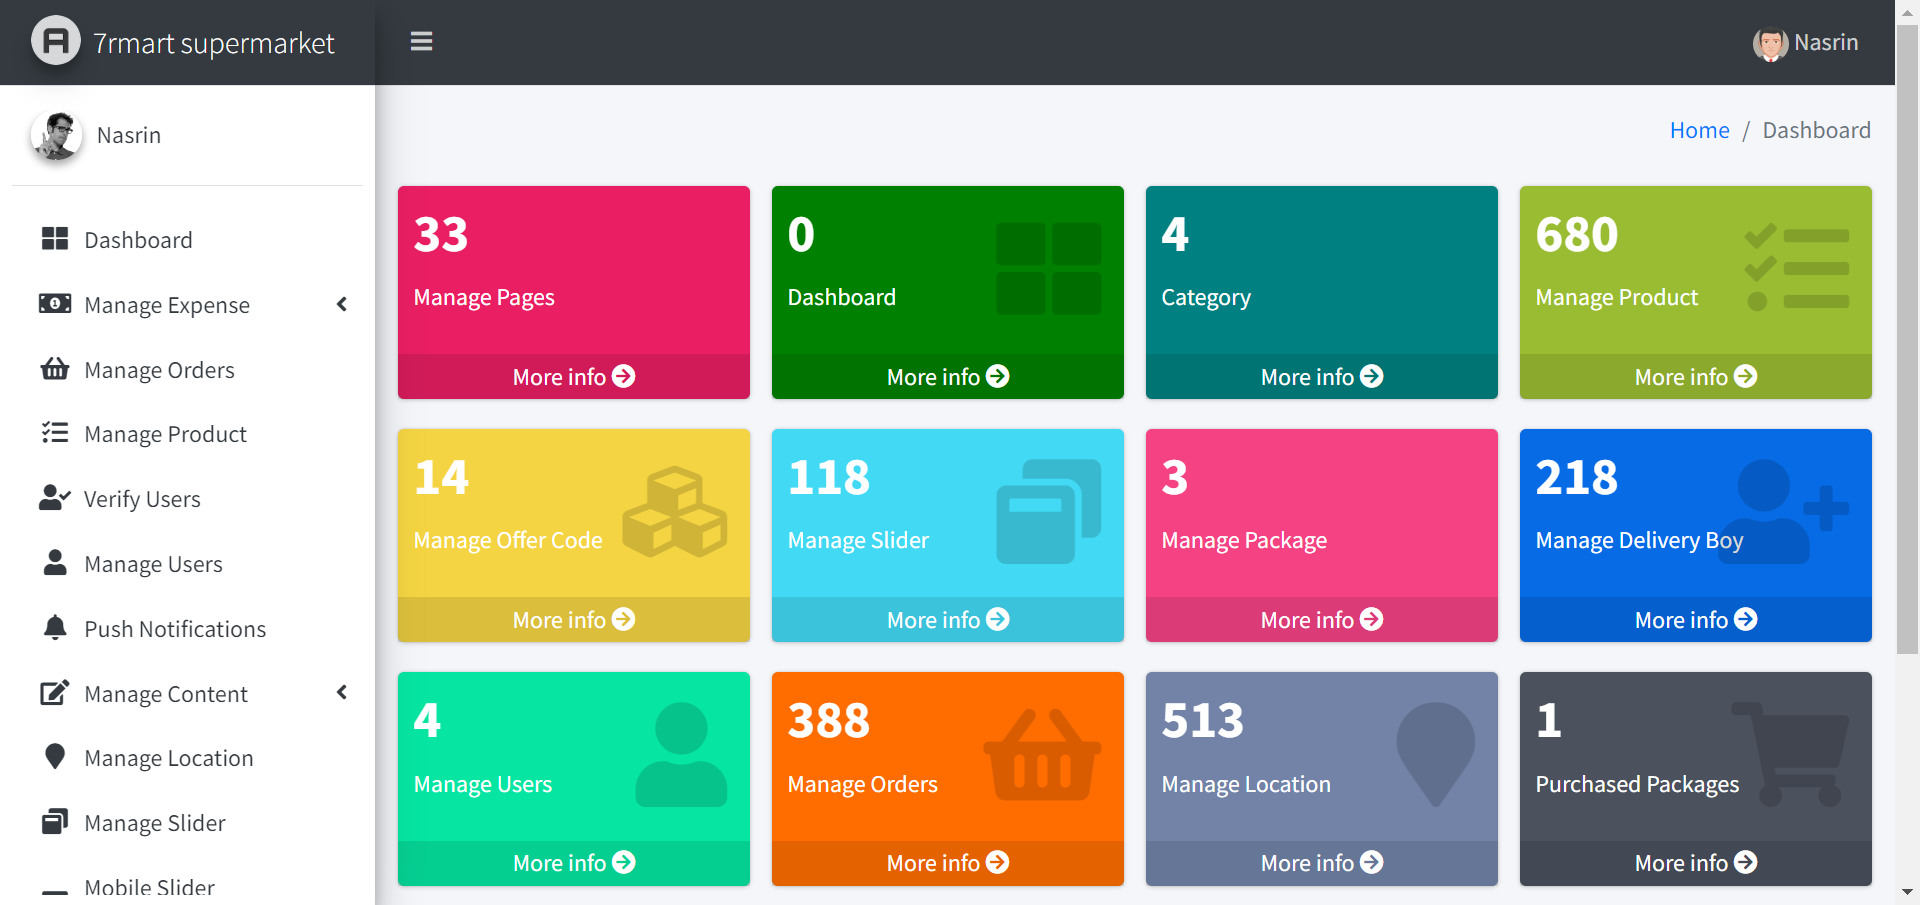 7rmart supermarket
Nasrin
Nasrin
Home / Dashboard
Dashboard
Manage Expense
Manage Orders
Manage Product
Verify Users
Manage Users
Push Notifications
Manage Content
Manage Location
Manage Slider
Mobile Slider
33
Manage Pages
More info
0
Dashboard
More info
4
Category
More info
680
Manage Product
More info
14
Manage Offer Code
More info
118
Manage Slider
More info
3
Manage Package
More info
218
Manage Delivery Boy
More info
4
Manage Users
More info
388
Manage Orders
More info
513
Manage Location
More info
1
Purchased Packages
More info